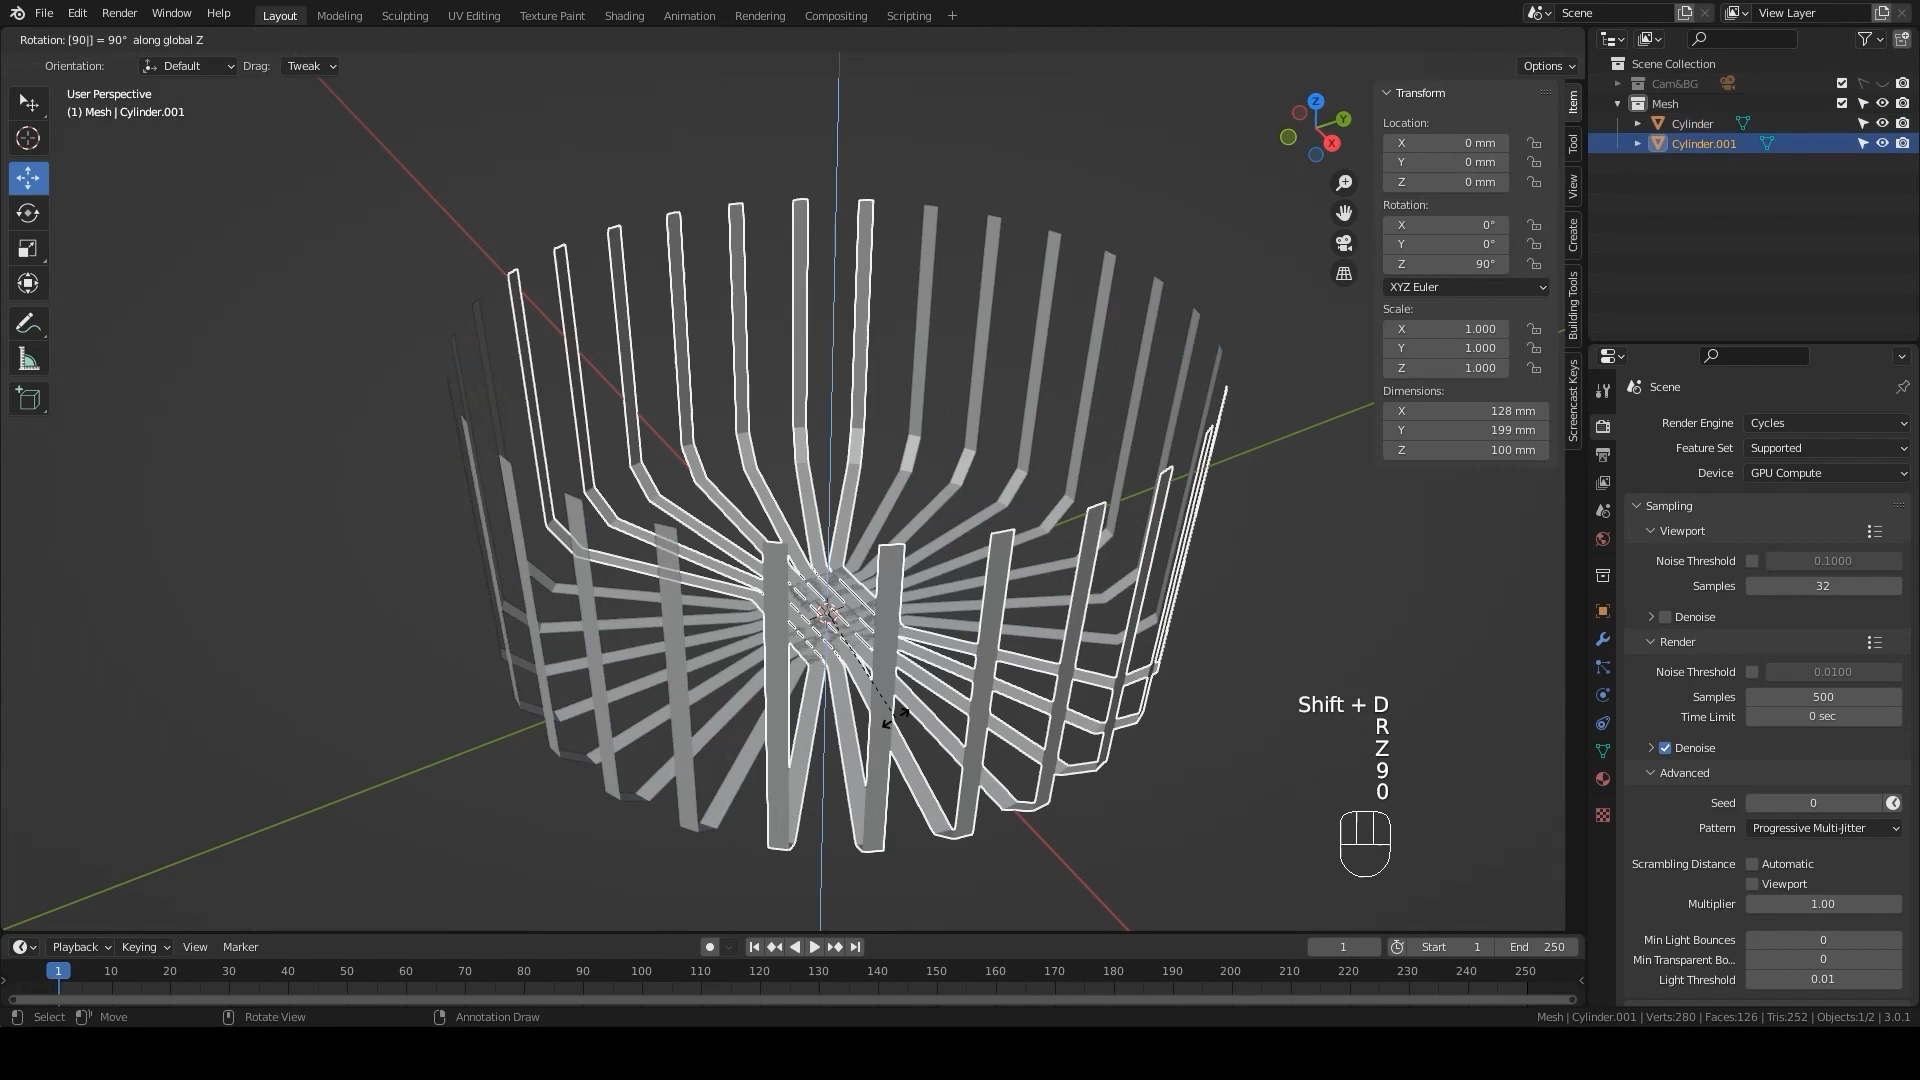 File Edit Render Window Help
Layout Modeling Sculpting UV Editing Texture Paint Shading Animation Rendering Compositing Scripting +
Scene
View Layer
Rotation: [90|] = 90° along global Z
Orientation: Default Drag: Tweak
Options
User Perspective
(1) Mesh | Cylinder.001
Z
Y
X
Transform
Location:
X 0 mm
Y 0 mm
Z 0 mm
Rotation:
X 0°
Y 0°
Z 90°
XYZ Euler
Scale:
X 1.000
Y 1.000
Z 1.000
Dimensions:
X 128 mm
Y 199 mm
Z 100 mm
Item
Tool
View
Create
Building Tools
Screencast Keys
Scene Collection
Cam&BG
Mesh
Cylinder
Cylinder.001
Scene
Render Engine Cycles
Feature Set Supported
Device GPU Compute
Sampling
Viewport
Noise Threshold 0.1000
Samples 32
Denoise
Render
Noise Threshold 0.0100
Samples 500
Time Limit 0 sec
Denoise
Advanced
Seed 0
Pattern Progressive Multi-Jitter
Scrambling Distance Automatic
Viewport
Multiplier 1.00
Min Light Bounces 0
Min Transparent Bo... 0
Light Threshold 0.01
Shift + D
R
Z
9
0
Playback Keying View Marker
1 Start 1 End 250
1 10 20 30 40 50 60 70 80 90 100 110 120 130 140 150 160 170 180 190 200 210 220 230 240 250
Select Move Rotate View Annotation Draw
Mesh | Cylinder.001 | Verts:280 | Faces:126 | Tris:252 | Objects:1/2 | 3.0.1